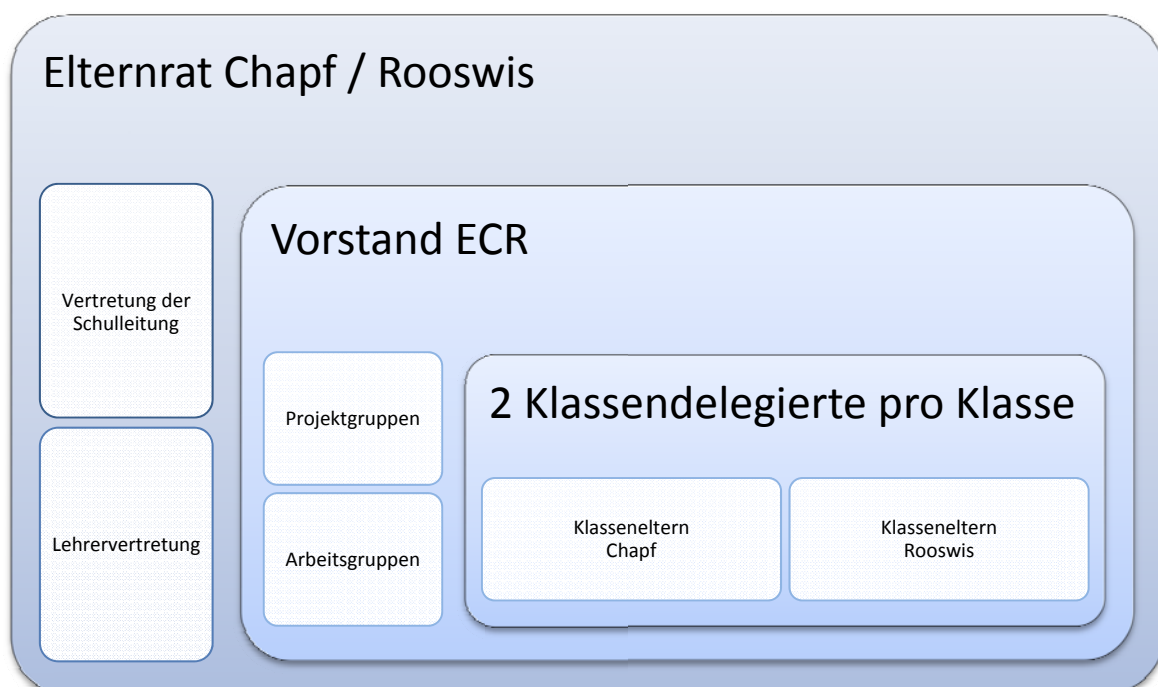 Elternrat Chapf / Rooswis
Vertretung der
Schulleitung
Lehrervertretung
Vorstand ECR
Projektgruppen
Arbeitsgruppen
2 Klassendelegierte pro Klasse
Klasseneltern
Chapf
Klasseneltern
Rooswis